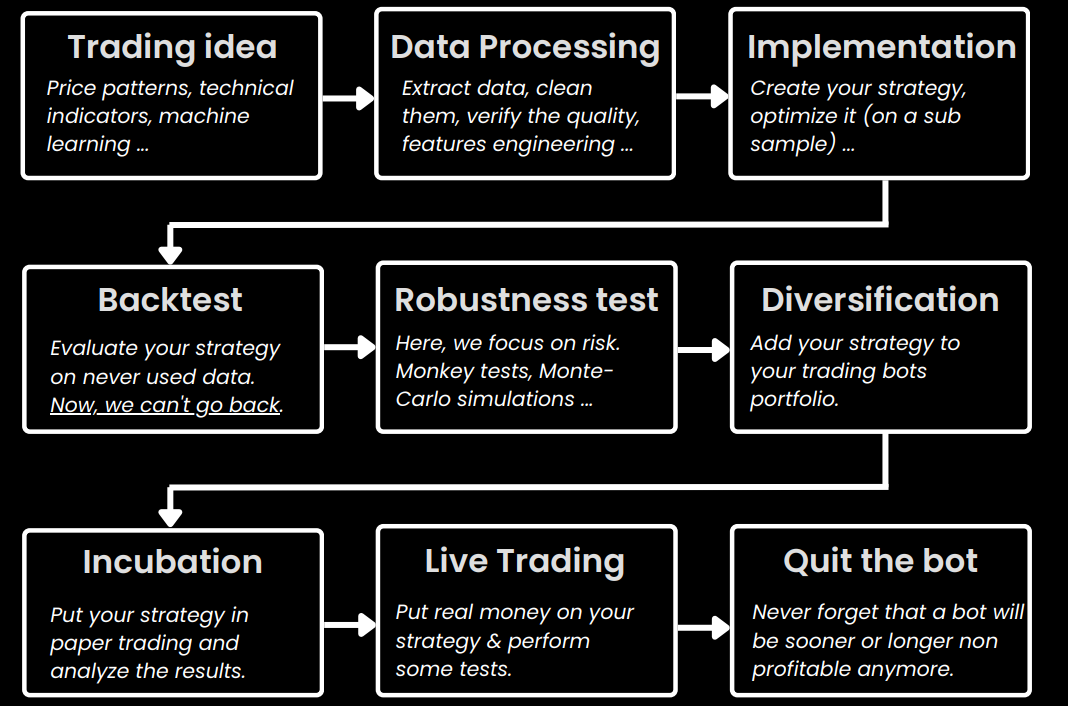 Trading idea
Price patterns, technical
indicators, machine
learning ...
Data Processing
Extract data, clean
them, verify the quality,
features engineering ...
Implementation
Create your strategy,
optimize it (on a sub
sample) ...
Backtest
Evaluate your strategy
on never used data.
Now, we can't go back.
Robustness test
Here, we focus on risk.
Monkey tests, Monte-
Carlo simulations ...
Diversification
Add your strategy to
your trading bots
portfolio.
Incubation
Put your strategy in
paper trading and
analyze the results.
Live Trading
Put real money on your
strategy & perform
some tests.
Quit the bot
Never forget that a bot will
be sooner or longer non
profitable anymore.